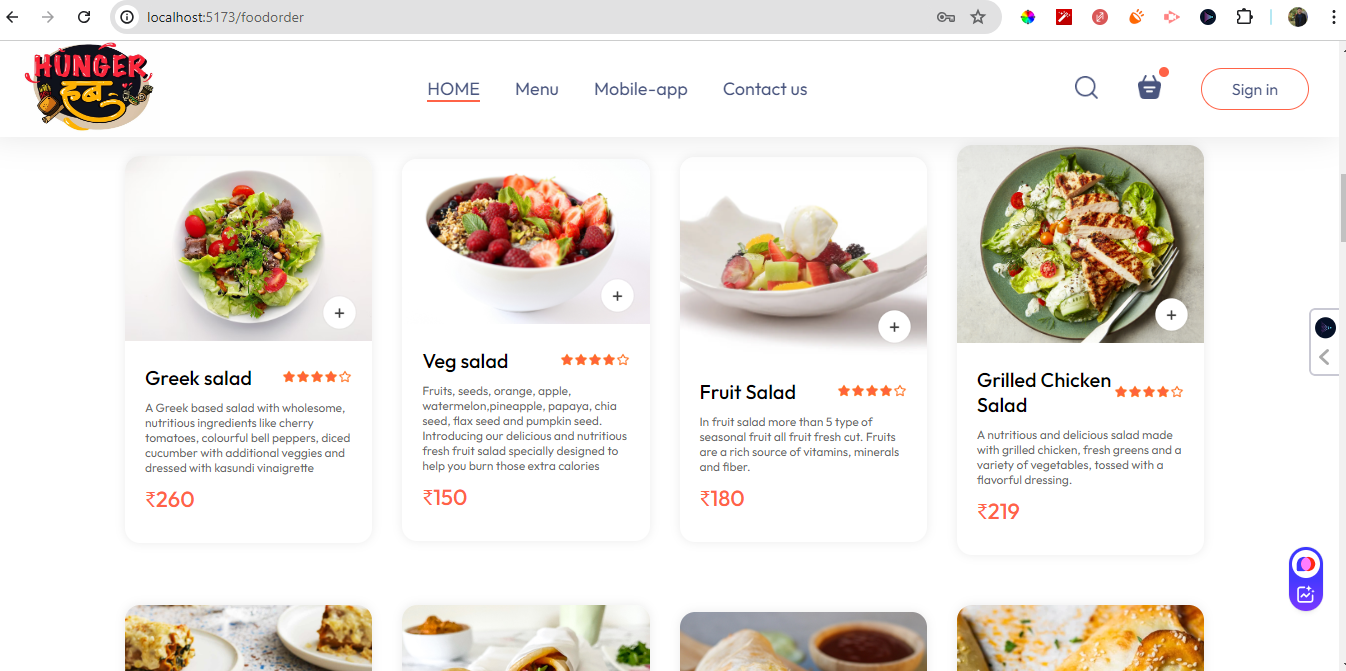 localhost:5173/foodorder
HUNGER
हब
HOME
Menu
Mobile-app
Contact us
Sign in
Greek salad
A Greek based salad with wholesome,
nutritious ingredients like cherry
tomatoes, colourful bell peppers, diced
cucumber with additional veggies and
dressed with kasundi vinaigrette
₹260
Veg salad
Fruits, seeds, orange, apple,
watermelon,pineapple, papaya, chia
seed, flax seed and pumpkin seed.
Introducing our delicious and nutritious
fresh fruit salad specially designed to
help you burn those extra calories
₹150
Fruit Salad
In fruit salad more than 5 type of
seasonal fruit all fruit fresh cut. Fruits
are a rich source of vitamins, minerals
and fiber.
₹180
Grilled Chicken
Salad
A nutritious and delicious salad made
with grilled chicken, fresh greens and a
variety of vegetables, tossed with a
flavorful dressing.
₹219